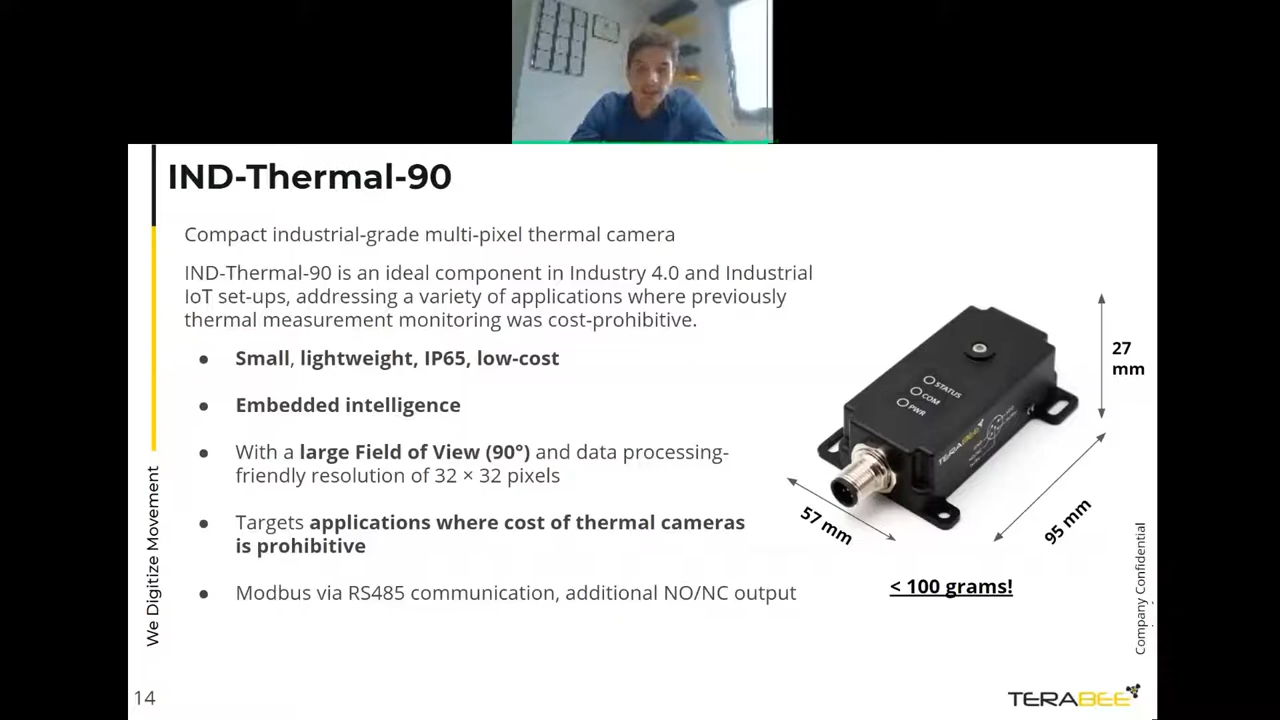 IND-Thermal-90
Compact industrial-grade multi-pixel thermal camera
IND-Thermal-90 is an ideal component in Industry 4.0 and Industrial
IoT set-ups, addressing a variety of applications where previously
thermal measurement monitoring was cost-prohibitive.
● Small, lightweight, IP65, low-cost
● Embedded intelligence
● With a large Field of View (90°) and data processing-
friendly resolution of 32 × 32 pixels
● Targets applications where cost of thermal cameras
is prohibitive
● Modbus via RS485 communication, additional NO/NC output
STATUS
COM
PWR
TERABEE
27
mm
57 mm
95 mm
< 100 grams!
We Digitize Movement
Company Confidential
14
TERABEE